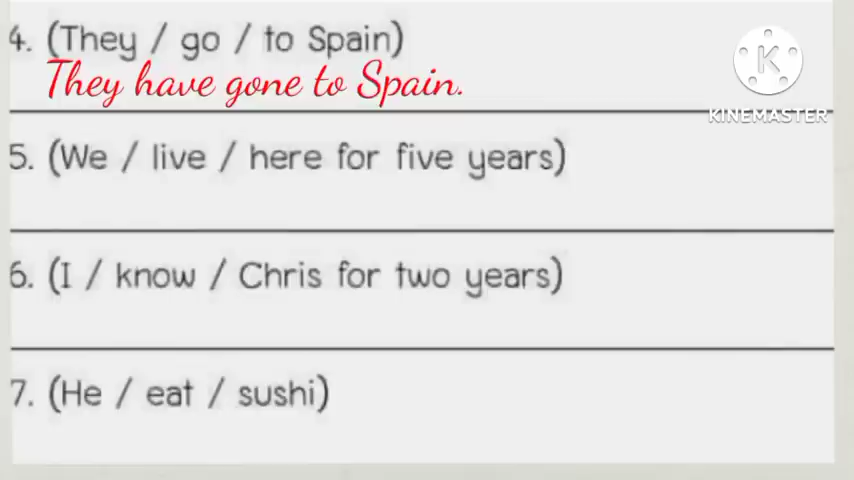 4. (They / go / to Spain)
They have gone to Spain.
K
KINEMASTER
5. (We / live / here for five years)
6. (I / know / Chris for two years)
7. (He / eat / sushi)